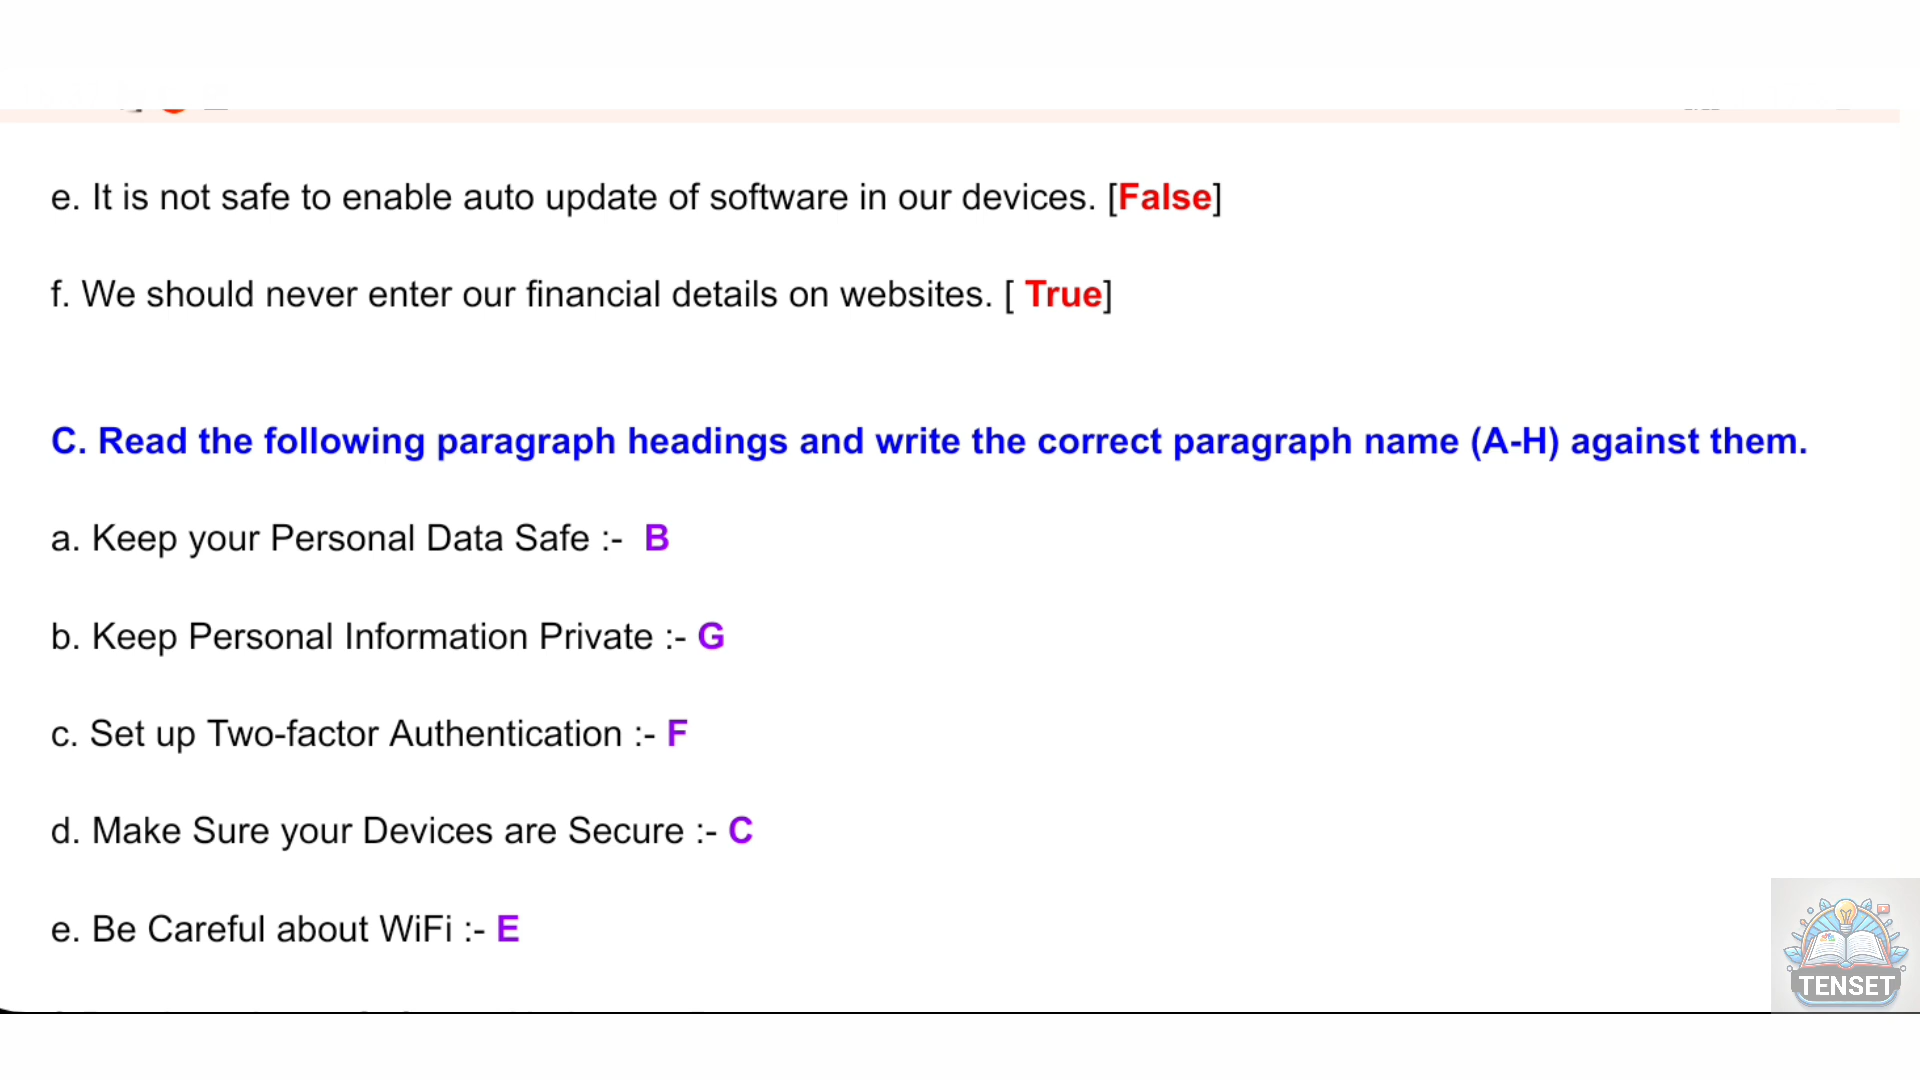 e. It is not safe to enable auto update of software in our devices. [False]
f. We should never enter our financial details on websites. [ True]
C. Read the following paragraph headings and write the correct paragraph name (A-H) against them.
a. Keep your Personal Data Safe :- B
b. Keep Personal Information Private :- G
c. Set up Two-factor Authentication :- F
d. Make Sure your Devices are Secure :- C
e. Be Careful about WiFi :- E
TENSET